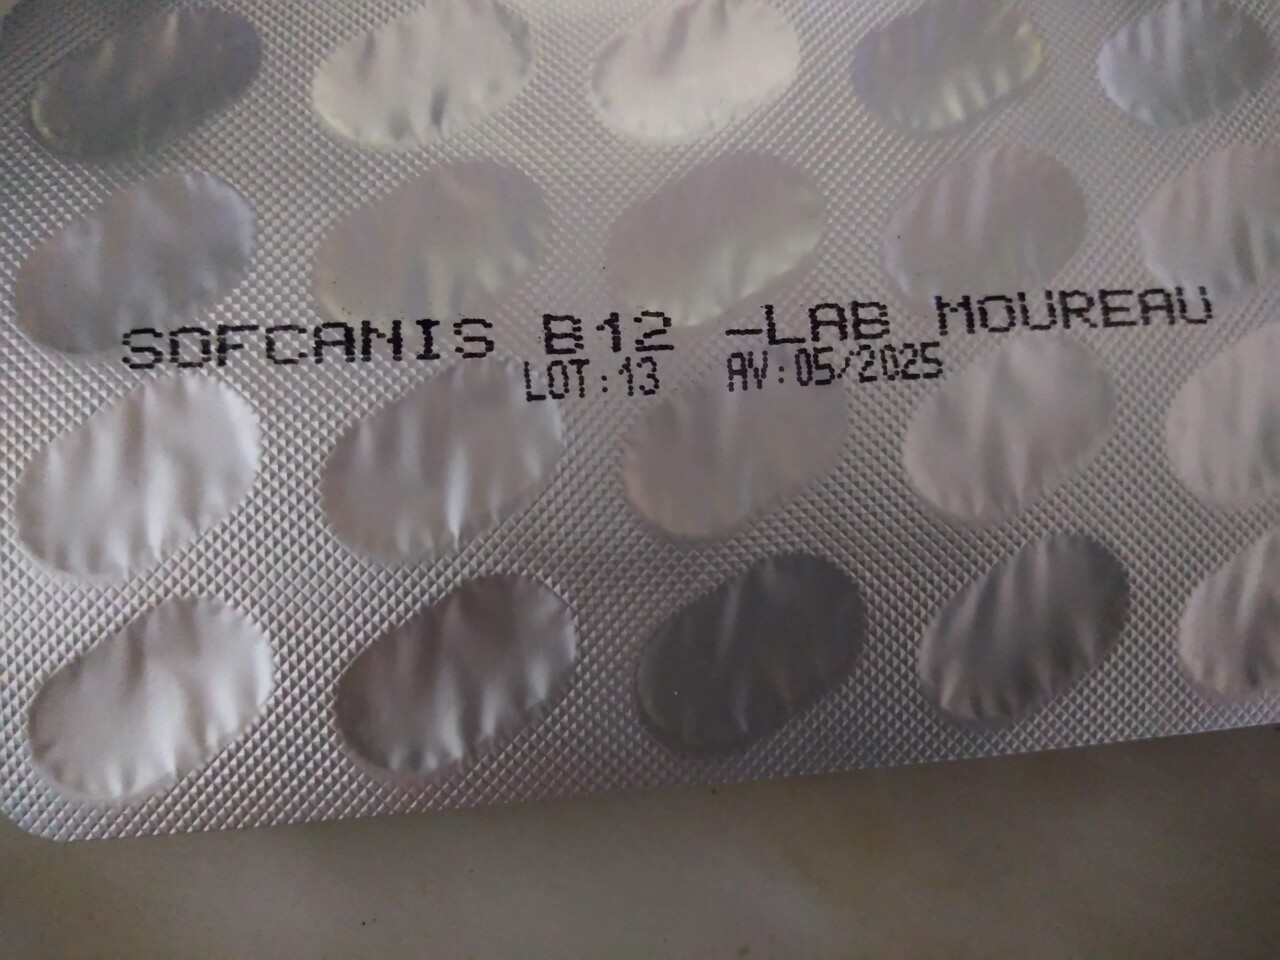 SOFCANIS B12 -LAB MOUREAU
LOT:13 AV:05/2025